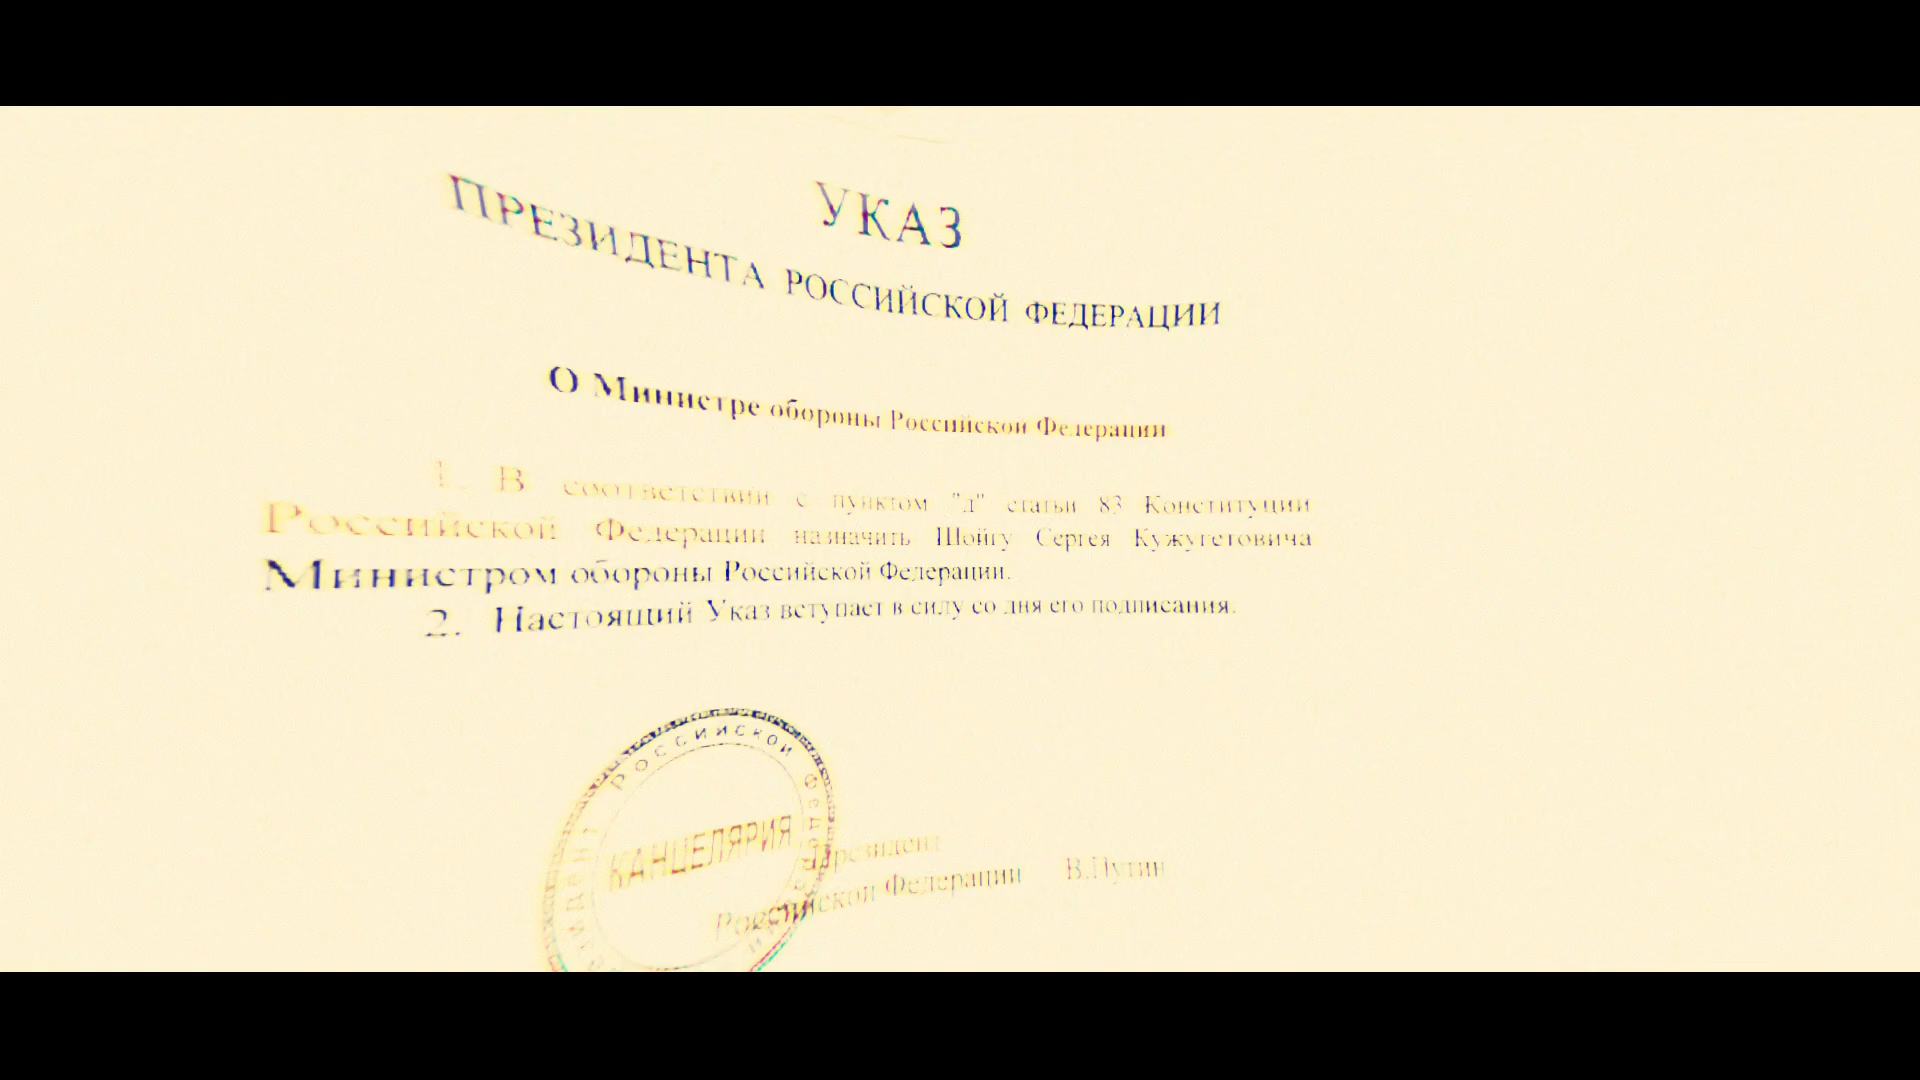 УКАЗ
ПРЕЗИДЕНТА РОССИЙСКОЙ ФЕДЕРАЦИИ
О Министре обороны Российской Федерации
1. В соответствии с пунктом "д" статьи 83 Конституции
Российской Федерации назначить Шойгу Сергея Кужугетовича
Министром обороны Российской Федерации.
2. Настоящий Указ вступает в силу со дня его подписания.
Российской Федерации
КАНЦЕЛЯРИЯ
Президент
Российской Федерации В.Путин